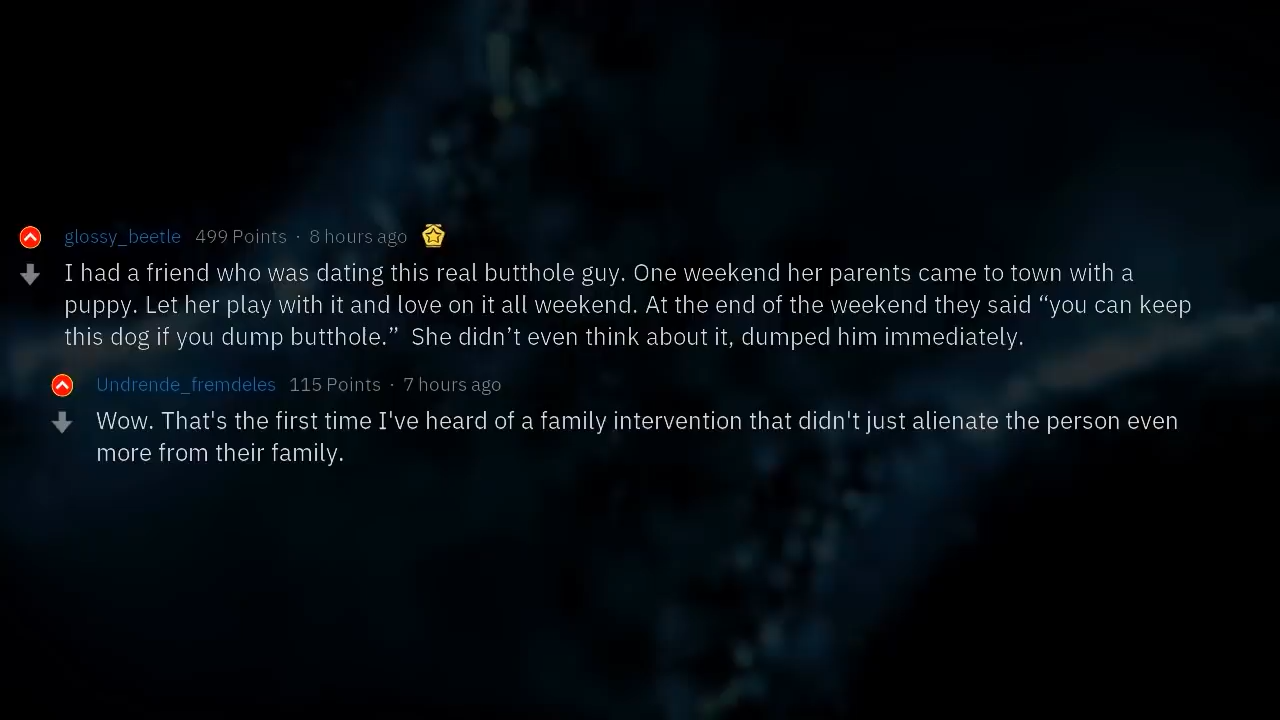 glossy_beetle 499 Points · 8 hours ago
I had a friend who was dating this real butthole guy. One weekend her parents came to town with a
puppy. Let her play with it and love on it all weekend. At the end of the weekend they said “you can keep
this dog if you dump butthole.”  She didn’t even think about it, dumped him immediately.
Undrende_fremdeles 115 Points · 7 hours ago
Wow. That's the first time I've heard of a family intervention that didn't just alienate the person even
more from their family.